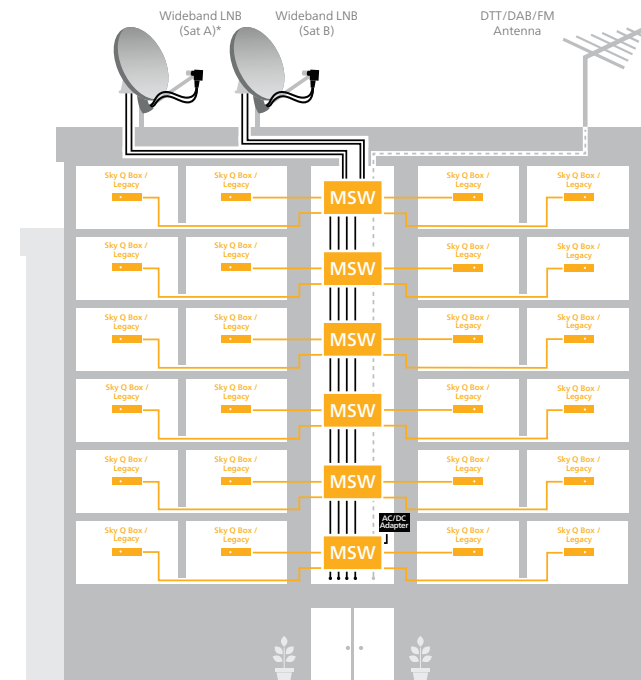 Wideband LNB
(Sat A)*
Wideband LNB
(Sat B)
DTT/DAB/FM
Antenna
Sky Q Box /
Legacy
Sky Q Box /
Legacy
MSW
Sky Q Box /
Legacy
Sky Q Box /
Legacy
Sky Q Box /
Legacy
Sky Q Box /
Legacy
MSW
Sky Q Box /
Legacy
Sky Q Box /
Legacy
Sky Q Box /
Legacy
Sky Q Box /
Legacy
MSW
Sky Q Box /
Legacy
Sky Q Box /
Legacy
Sky Q Box /
Legacy
Sky Q Box /
Legacy
MSW
Sky Q Box /
Legacy
Sky Q Box /
Legacy
Sky Q Box /
Legacy
Sky Q Box /
Legacy
MSW
Sky Q Box /
Legacy
Sky Q Box /
Legacy
AC/DC
Adapter
Sky Q Box /
Legacy
Sky Q Box /
Legacy
MSW
Sky Q Box /
Legacy
Sky Q Box /
Legacy